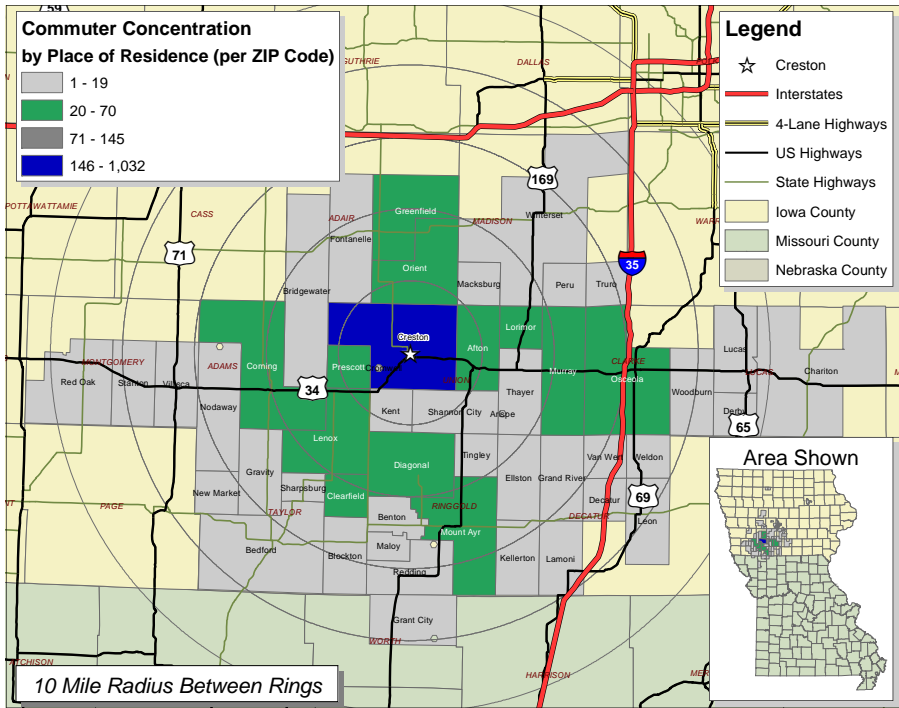 Commuter Concentration
by Place of Residence (per ZIP Code)
1 - 19
20 - 70
71 - 145
146 - 1,032
Legend
Creston
Interstates
4-Lane Highways
US Highways
State Highways
Iowa County
Missouri County
Nebraska County
59
GUTHRIE
DALLAS
169
POTTAWATTAMIE
CASS
ADAIR
Greenfield
MADISON
Winterset
WARR
Fontanelle
71
35
Orient
Bridgewater
Macksburg
Peru
Truro
Creston
Lorimor
Afton
Lucas
MONTGOMERY
ADAMS
Corning
Prescott
UNION
Murray
CLARKE
Osceola
LUCAS
Chariton
Red Oak
Stanton
Villisca
34
Thayer
Woodburn
Nodaway
Kent
Shannon City
Arispe
Derby
65
Lenox
Diagonal
Tingley
Van Wert
Weldon
Area Shown
Gravity
Ellston
Grand River
New Market
Sharpsburg
Clearfield
RINGGOLD
Decatur
69
PAGE
TAYLOR
Benton
Mount Ayr
DECATUR
Leon
Bedford
Blockton
Maloy
Kellerton
Lamoni
Redding
Grant City
WORTH
ATCHISON
HARRISON
MER
10 Mile Radius Between Rings